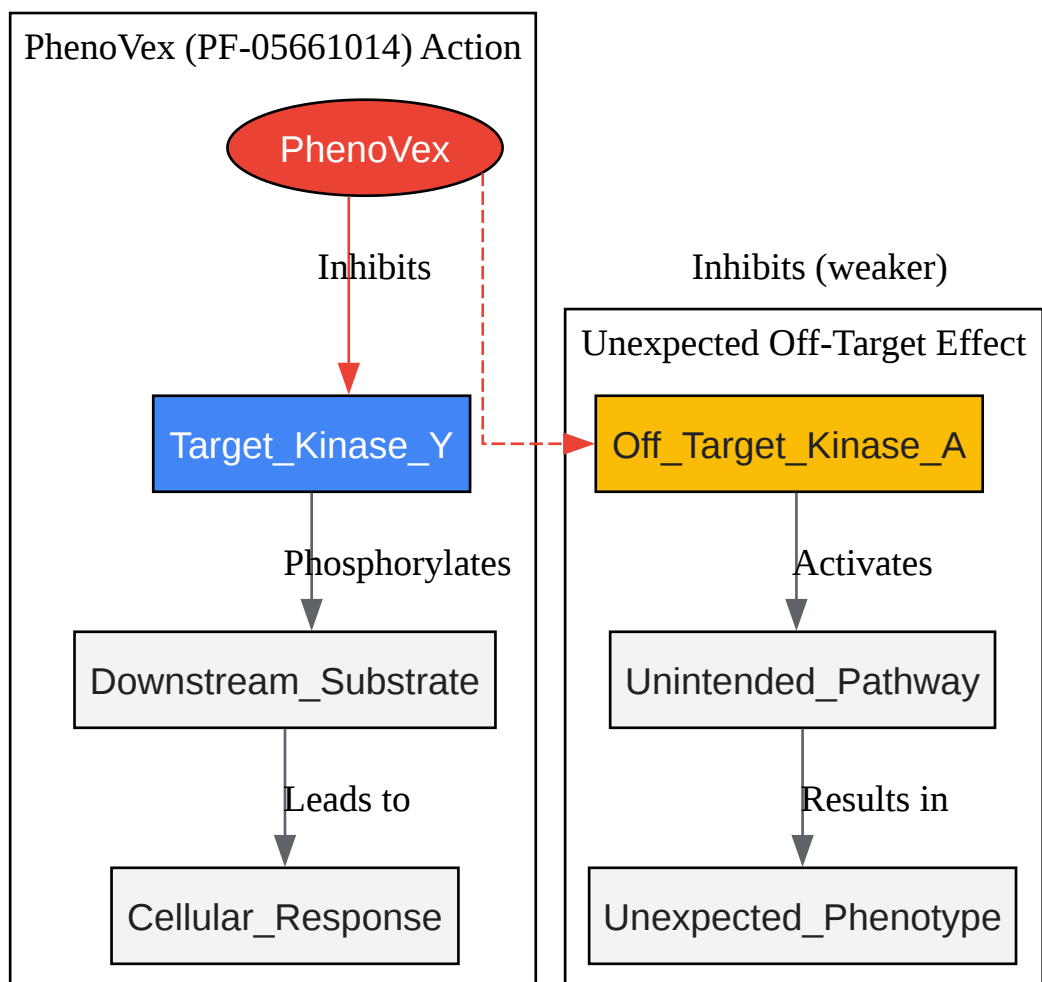 PhenoVex (PF-05661014) Action
PhenoVex
Inhibits
Inhibits (weaker)
Unexpected Off-Target Effect
Target_Kinase_Y
Off_Target_Kinase_A
Phosphorylates
Activates
Downstream_Substrate
Unintended_Pathway
Leads to
Results in
Cellular_Response
Unexpected_Phenotype